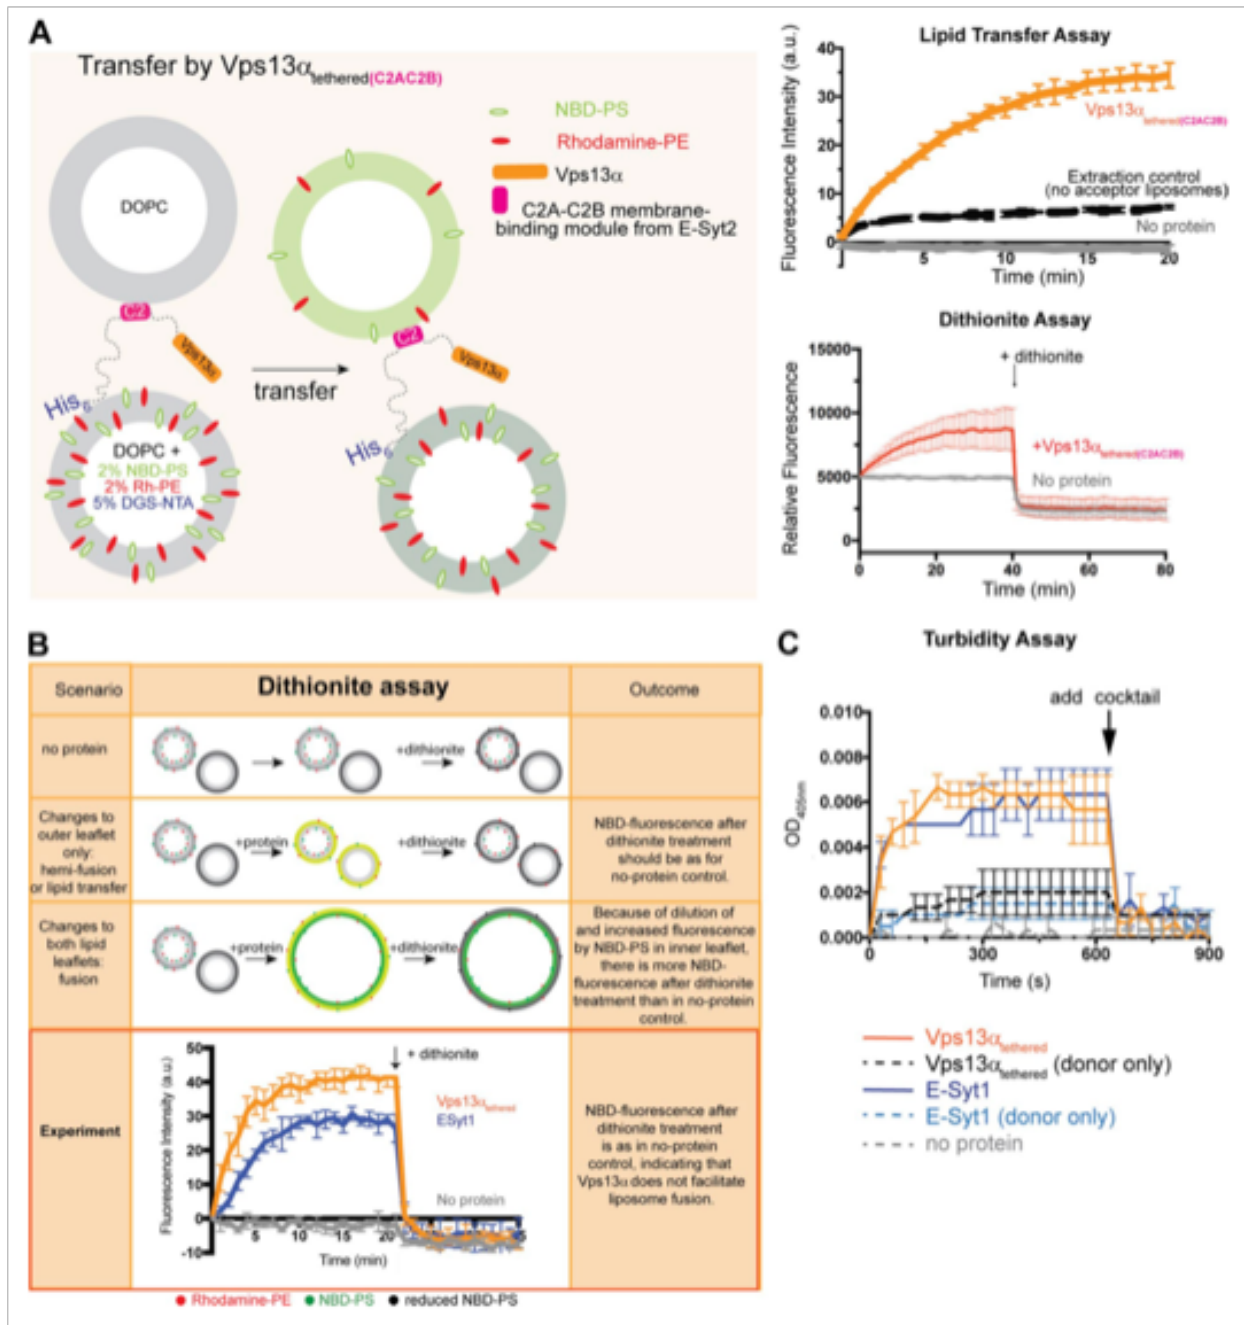 A
Transfer by Vps13α tethered(C2AC2B)
NBD-PS
Rhodamine-PE
Vps13α
C2A-C2B membrane-
binding module from E-Syt2
DOPC
C2
Vps13α
His6
transfer
DOPC +
2% NBD-PS
2% Rh-PE
5% DGS-NTA
C2
Vps13α
His6
Lipid Transfer Assay
Fluorescence Intensity (a.u.)
40
30
20
10
0
Vps13α tethered(C2AC2B)
Extraction control
(no acceptor liposomes)
No protein
5 10 15 20
Time (min)
Dithionite Assay
Relative Fluorescence
15000
10000
5000
0
+ dithionite
+Vps13α tethered(C2AC2B)
No protein
0 20 40 60 80
Time (min)
B
Scenario
Dithionite assay
Outcome
no protein
+dithionite
Changes to
outer leaflet
only:
hemi-fusion
or lipid transfer
+protein
+dithionite
NBD-fluorescence after
dithionite treatment
should be as for
no-protein control.
Changes to
both lipid
leaflets:
fusion
+protein
+dithionite
Because of dilution of
and increased fluorescence
by NBD-PS in inner leaflet,
there is more NBD-
fluorescence after dithionite
treatment than in no-protein
control.
Experiment
Fluorescence Intensity (a.u.)
50
40
30
20
10
0
-10
+ dithionite
Vps13α tethered
ESyt1
No protein
5 10 15 20 25
Time (min)
NBD-fluorescence after
dithionite treatment
is as in no-protein
control, indicating that
Vps13α does not facilitate
liposome fusion.
Rhodamine-PE NBD-PS reduced NBD-PS
C
Turbidity Assay
add cocktail
OD405nm
0.010
0.008
0.006
0.004
0.002
0.000
0 300 600 900
Time (s)
Vps13α tethered
Vps13α tethered (donor only)
E-Syt1
E-Syt1 (donor only)
no protein